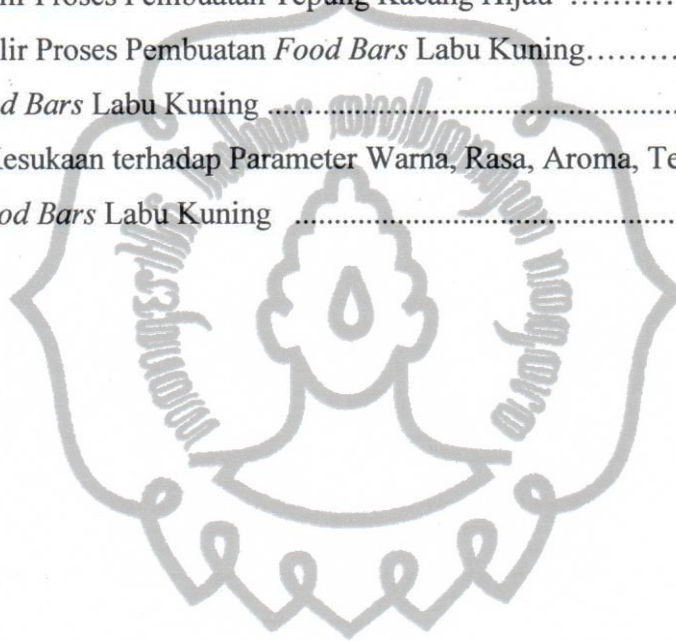 lir Proses Pembuatan Tepung Kacang Hijau ............
lir Proses Pembuatan Food Bars Labu Kuning.......
d Bars Labu Kuning ..................................................
Kesukaan terhadap Parameter Warna, Rasa, Aroma, Te
od Bars Labu Kuning ..............................................